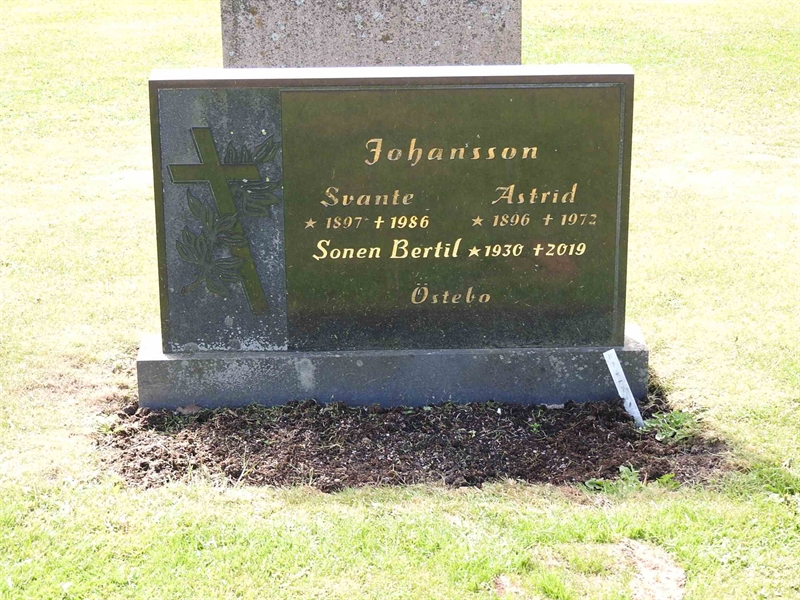 Johansson
Svante Astrid
★ 1897 ✝ 1986 ★ 1896 ✝ 1972
Sonen Bertil ★ 1930 ✝ 2019
Östebo